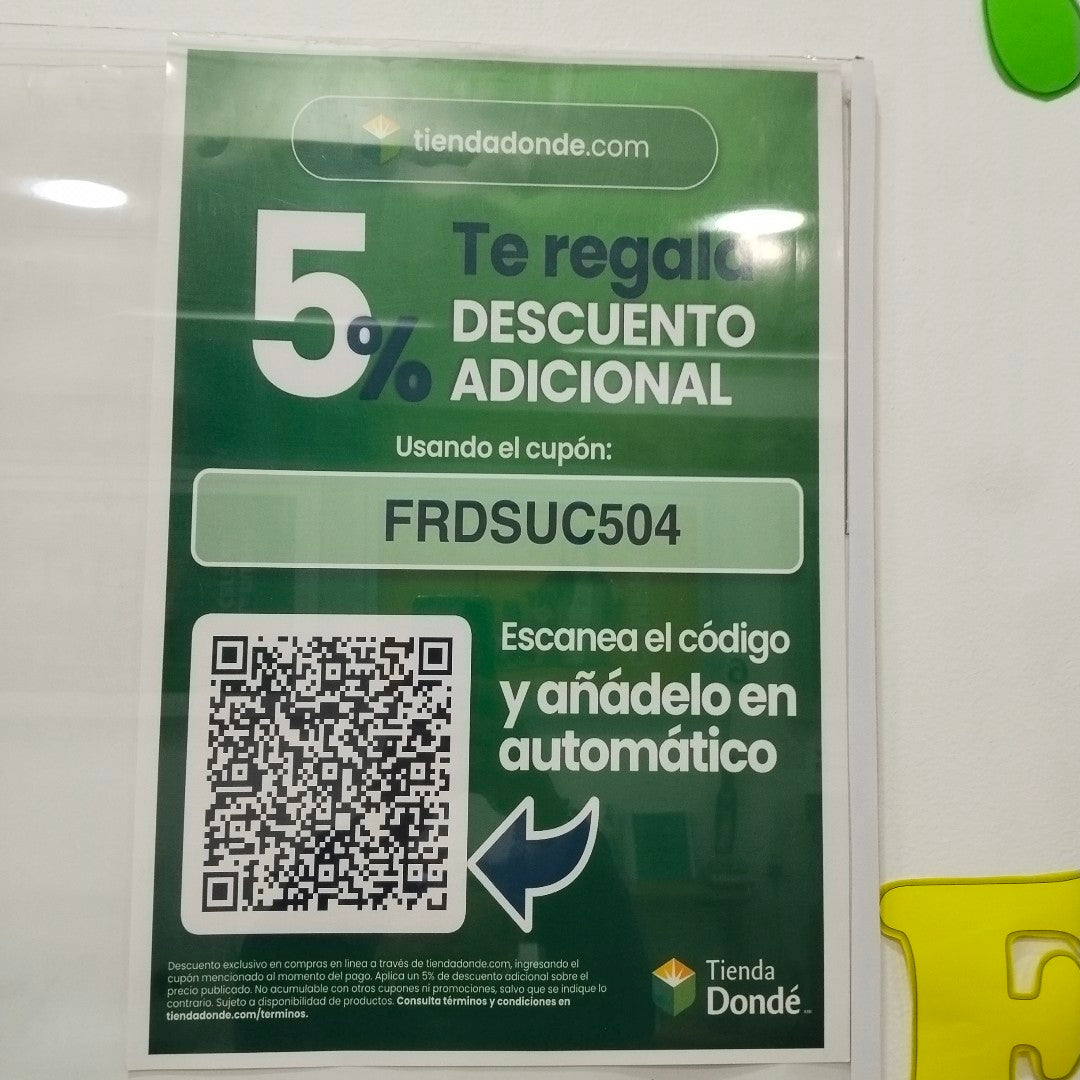 tiendadonde.com
5%
Te regala
DESCUENTO
ADICIONAL
Usando el cupón:
FRDSUC504
Escanea el código
y añádelo en
automático
Descuento exclusivo en compras en línea a través de tiendadonde.com, ingresando el
cupón mencionado al momento del pago. Aplica un 5% de descuento adicional sobre el
precio publicado. No acumulable con otros cupones ni promociones, salvo que se indique lo
contrario. Sujeto a disponibilidad de productos. Consulta términos y condiciones en
tiendadonde.com/terminos.
Tienda
Dondé
E